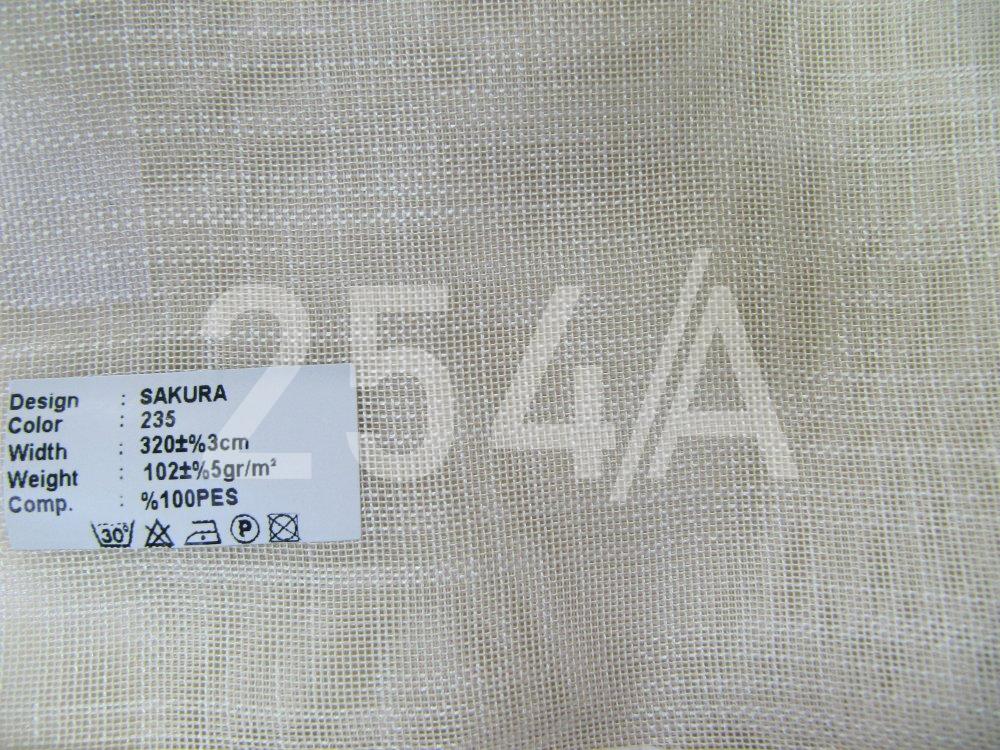 254/A
Design : SAKURA
Color : 235
Width : 320±%3cm
Weight : 102±%5gr/m²
Comp. : %100PES
30° P